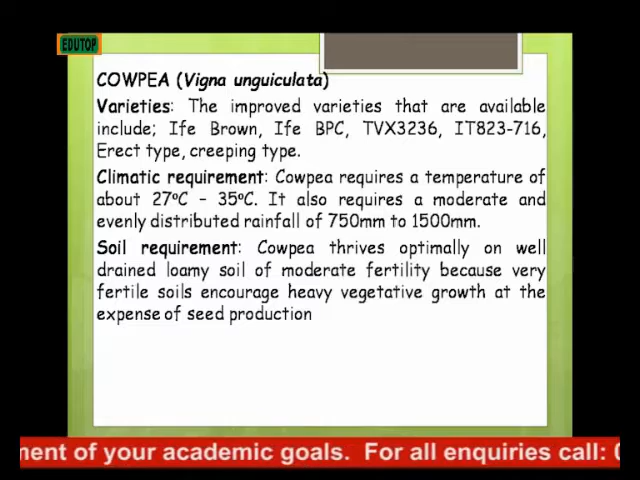 EDUTOP
COWPEA (Vigna unguiculata)
Varieties: The improved varieties that are available
include; Ife Brown, Ife BPC, TVX3236, IT823-716,
Erect type, creeping type.
Climatic requirement: Cowpea requires a temperature of
about 27ºC – 35ºC. It also requires a moderate and
evenly distributed rainfall of 750mm to 1500mm.
Soil requirement: Cowpea thrives optimally on well
drained loamy soil of moderate fertility because very
fertile soils encourage heavy vegetative growth at the
expense of seed production
ment of your academic goals. For all enquiries call: